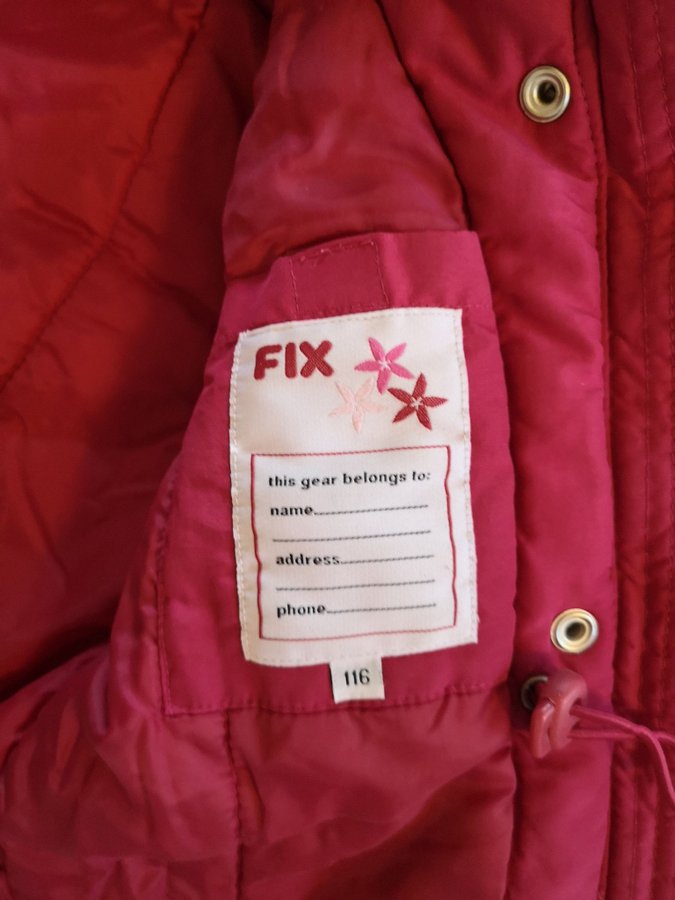 FIX
this gear belongs to:
name
address
phone
116